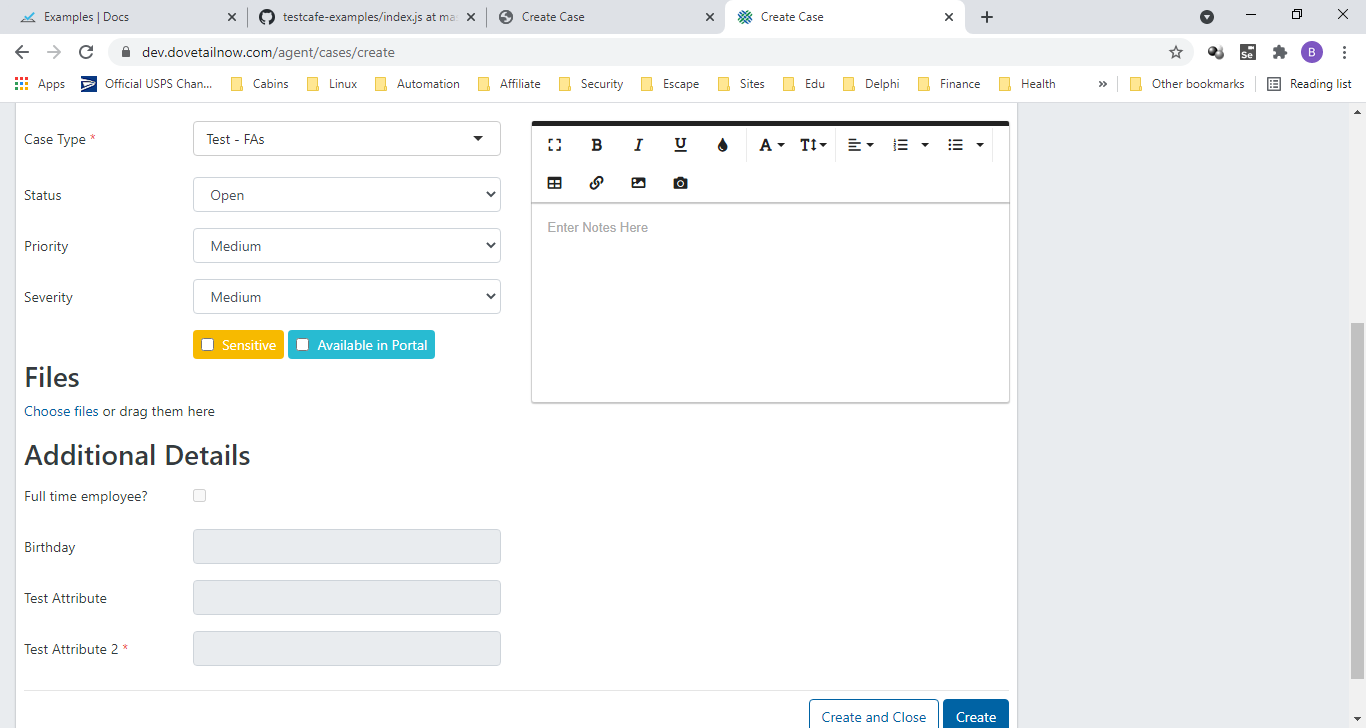 Examples | Docs
testcafe-examples/index.js at mas
Create Case
Create Case
dev.dovetailnow.com/agent/cases/create
B
Apps
Official USPS Chan...
Cabins
Linux
Automation
Affiliate
Security
Escape
Sites
Edu
Delphi
Finance
Health
»
Other bookmarks
Reading list
Case Type *
Test - FAs
Status
Open
Priority
Medium
Severity
Medium
Sensitive
Available in Portal
B I U A T
Enter Notes Here
Files
Choose files or drag them here
Additional Details
Full time employee?
Birthday
Test Attribute
Test Attribute 2 *
Create and Close
Create